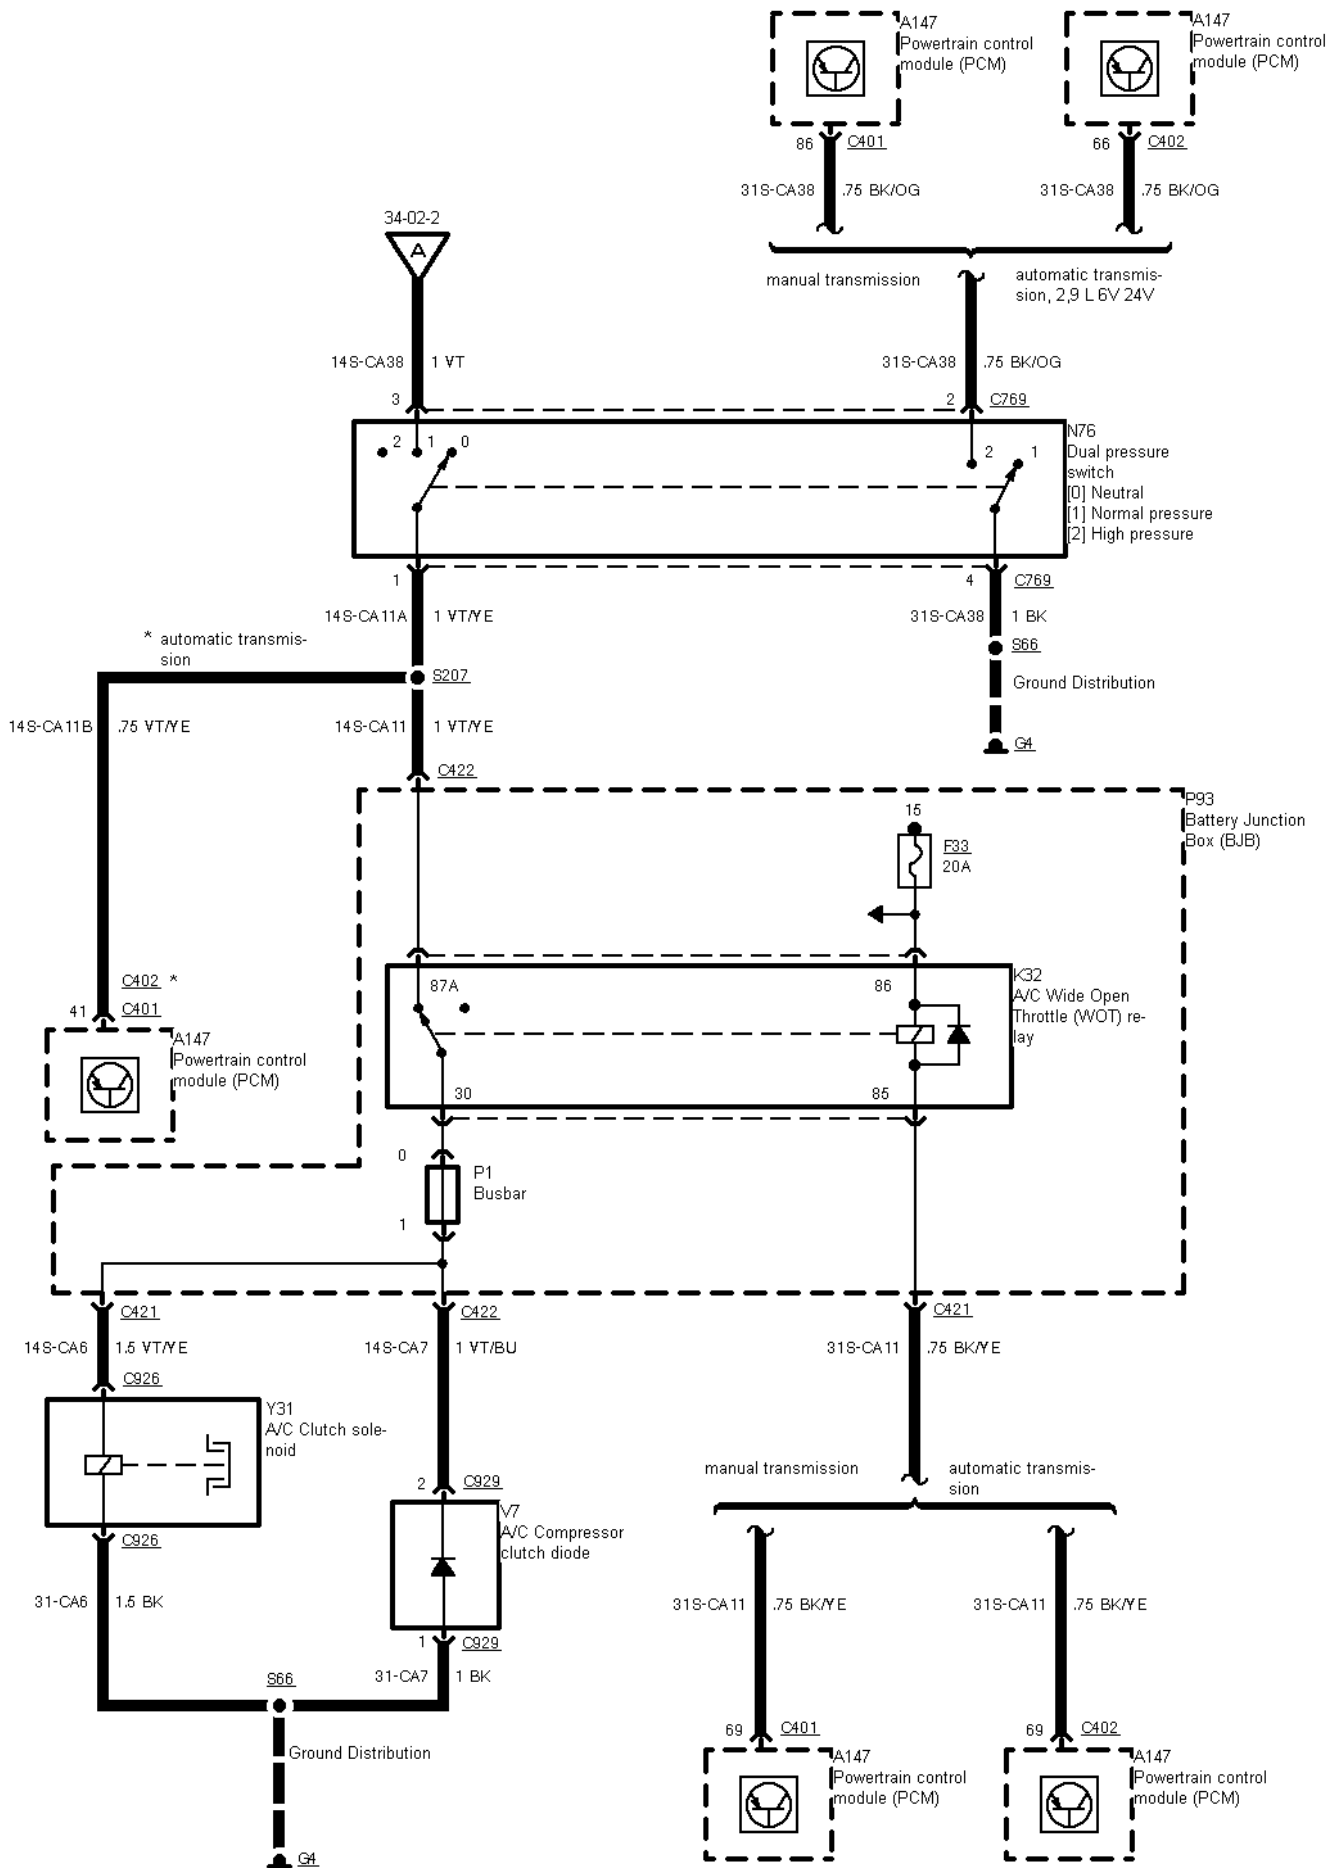 A147
Powertrain control
module (PCM)
A147
Powertrain control
module (PCM)
86 C401
66 C402
31S-CA38 .75 BK/OG
31S-CA38 .75 BK/OG
34-02-2
A
manual transmission
automatic transmis-
sion, 2,9 L 6V 24V
14S-CA38 1 VT
31S-CA38 .75 BK/OG
3
2 C769
2 1 0
2 1
N76
Dual pressure
switch
[0] Neutral
[1] Normal pressure
[2] High pressure
1
4 C769
14S-CA11A 1 VT/YE
31S-CA38 1 BK
* automatic transmis-
sion
S66
S207
Ground Distribution
14S-CA11B .75 VT/YE
14S-CA11 1 VT/YE
G4
C422
P93
Battery Junction
Box (BJB)
15
F33
20A
C402 *
41 C401
A147
Powertrain control
module (PCM)
87A
86
K32
A/C Wide Open
Throttle (WOT) re-
lay
30
85
0
P1
Busbar
1
C421
C422
C421
14S-CA6 1.5 VT/YE
14S-CA7 1 VT/BU
31S-CA11 .75 BK/YE
C926
Y31
A/C Clutch sole-
noid
manual transmission
automatic transmis-
sion
2 C929
V7
A/C Compressor
clutch diode
C926
31-CA6 1.5 BK
31S-CA11 .75 BK/YE
31S-CA11 .75 BK/YE
1 C929
31-CA7 1 BK
S66
Ground Distribution
G4
69 C401
69 C402
A147
Powertrain control
module (PCM)
A147
Powertrain control
module (PCM)